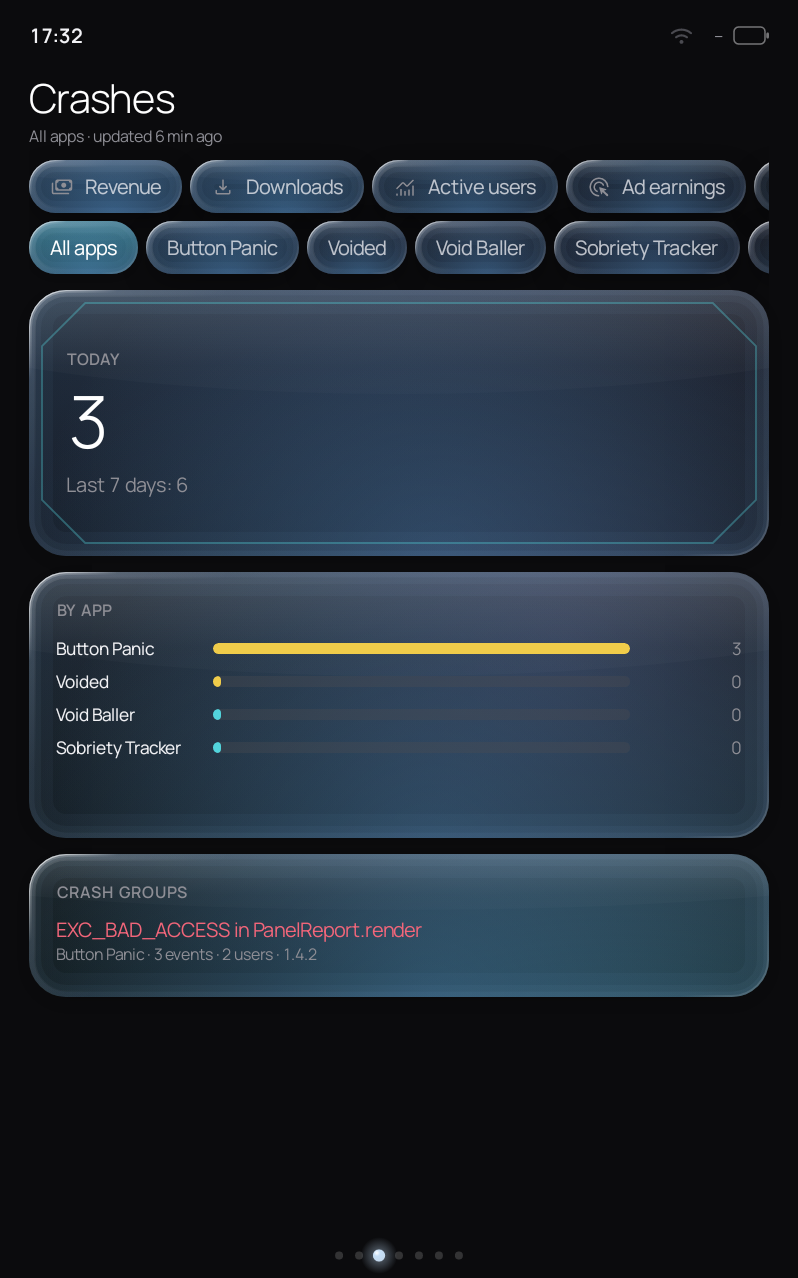 17:32
Crashes
All apps · updated 6 min ago
Revenue Downloads Active users Ad earnings
All apps Button Panic Voided Void Baller Sobriety Tracker
TODAY
3
Last 7 days: 6
BY APP
Button Panic 3
Voided 0
Void Baller 0
Sobriety Tracker 0
CRASH GROUPS
EXC_BAD_ACCESS in PanelReport.render
Button Panic · 3 events · 2 users · 1.4.2